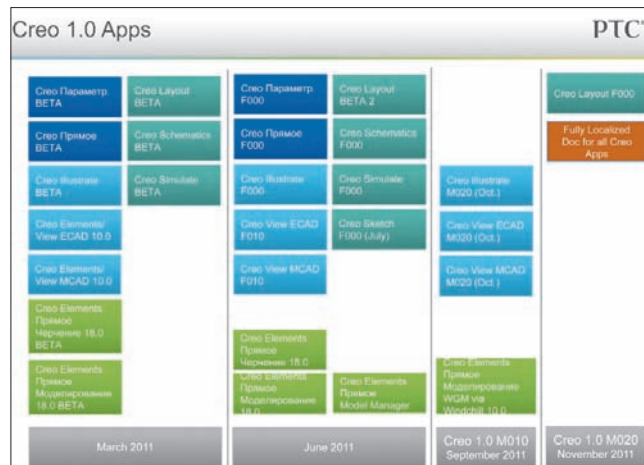 Creo 1.0 Apps
PTC
Creo Параметр.
BETA
Creo Прямое
BETA
Creo Illustrate
BETA
Creo Elements/
View ECAD 10.0
Creo Elements/
View MCAD 10.0
Creo Elements
Прямое
Черчение 18.0
BETA
Creo Elements
Прямое
Моделирование
18.0 BETA
Creo Layout
BETA
Creo Schematics
BETA
Creo Simulate
BETA
March 2011
Creo Параметр.
F000
Creo Прямое
F000
Creo Illustrate
F000
Creo View ECAD
F010
Creo View MCAD
F010
Creo Elements
Прямое
Черчение 18.0
Creo Elements
Прямое
Моделирование
18.0
Creo Layout
BETA 2
Creo Schematics
F000
Creo Simulate
F000
Creo Sketch
F000 (July)
Creo Elements
Прямое
Model Manager
June 2011
Creo Illustrate
M020 (Oct.)
Creo View ECAD
M020 (Oct.)
Creo View MCAD
M020 (Oct.)
Creo Elements
Прямое
Моделирование
WGM via
Windchill 10.0
Creo 1.0 M010
September 2011
Creo Layout F000
Fully Localized
Doc for all Creo
Apps
Creo 1.0 M020
November 2011